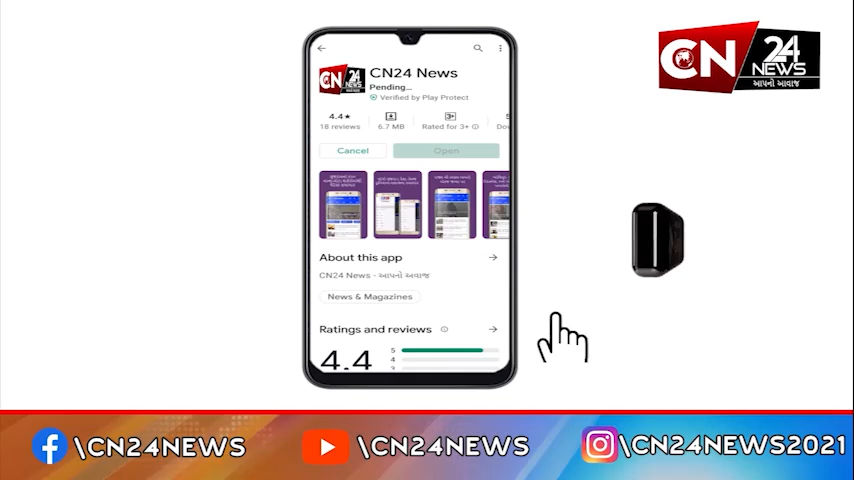 CN24 News
Pending...
Verified by Play Protect
4.4★
18 reviews
6.7 MB
3+
Rated for 3+
Cancel
Open
About this app
CN24 News - આપનો અવાજ
News & Magazines
Ratings and reviews
4.4
5
4
3
CN 24 NEWS
આપનો અવાજ
\CN24NEWS
\CN24NEWS
\CN24NEWS2021